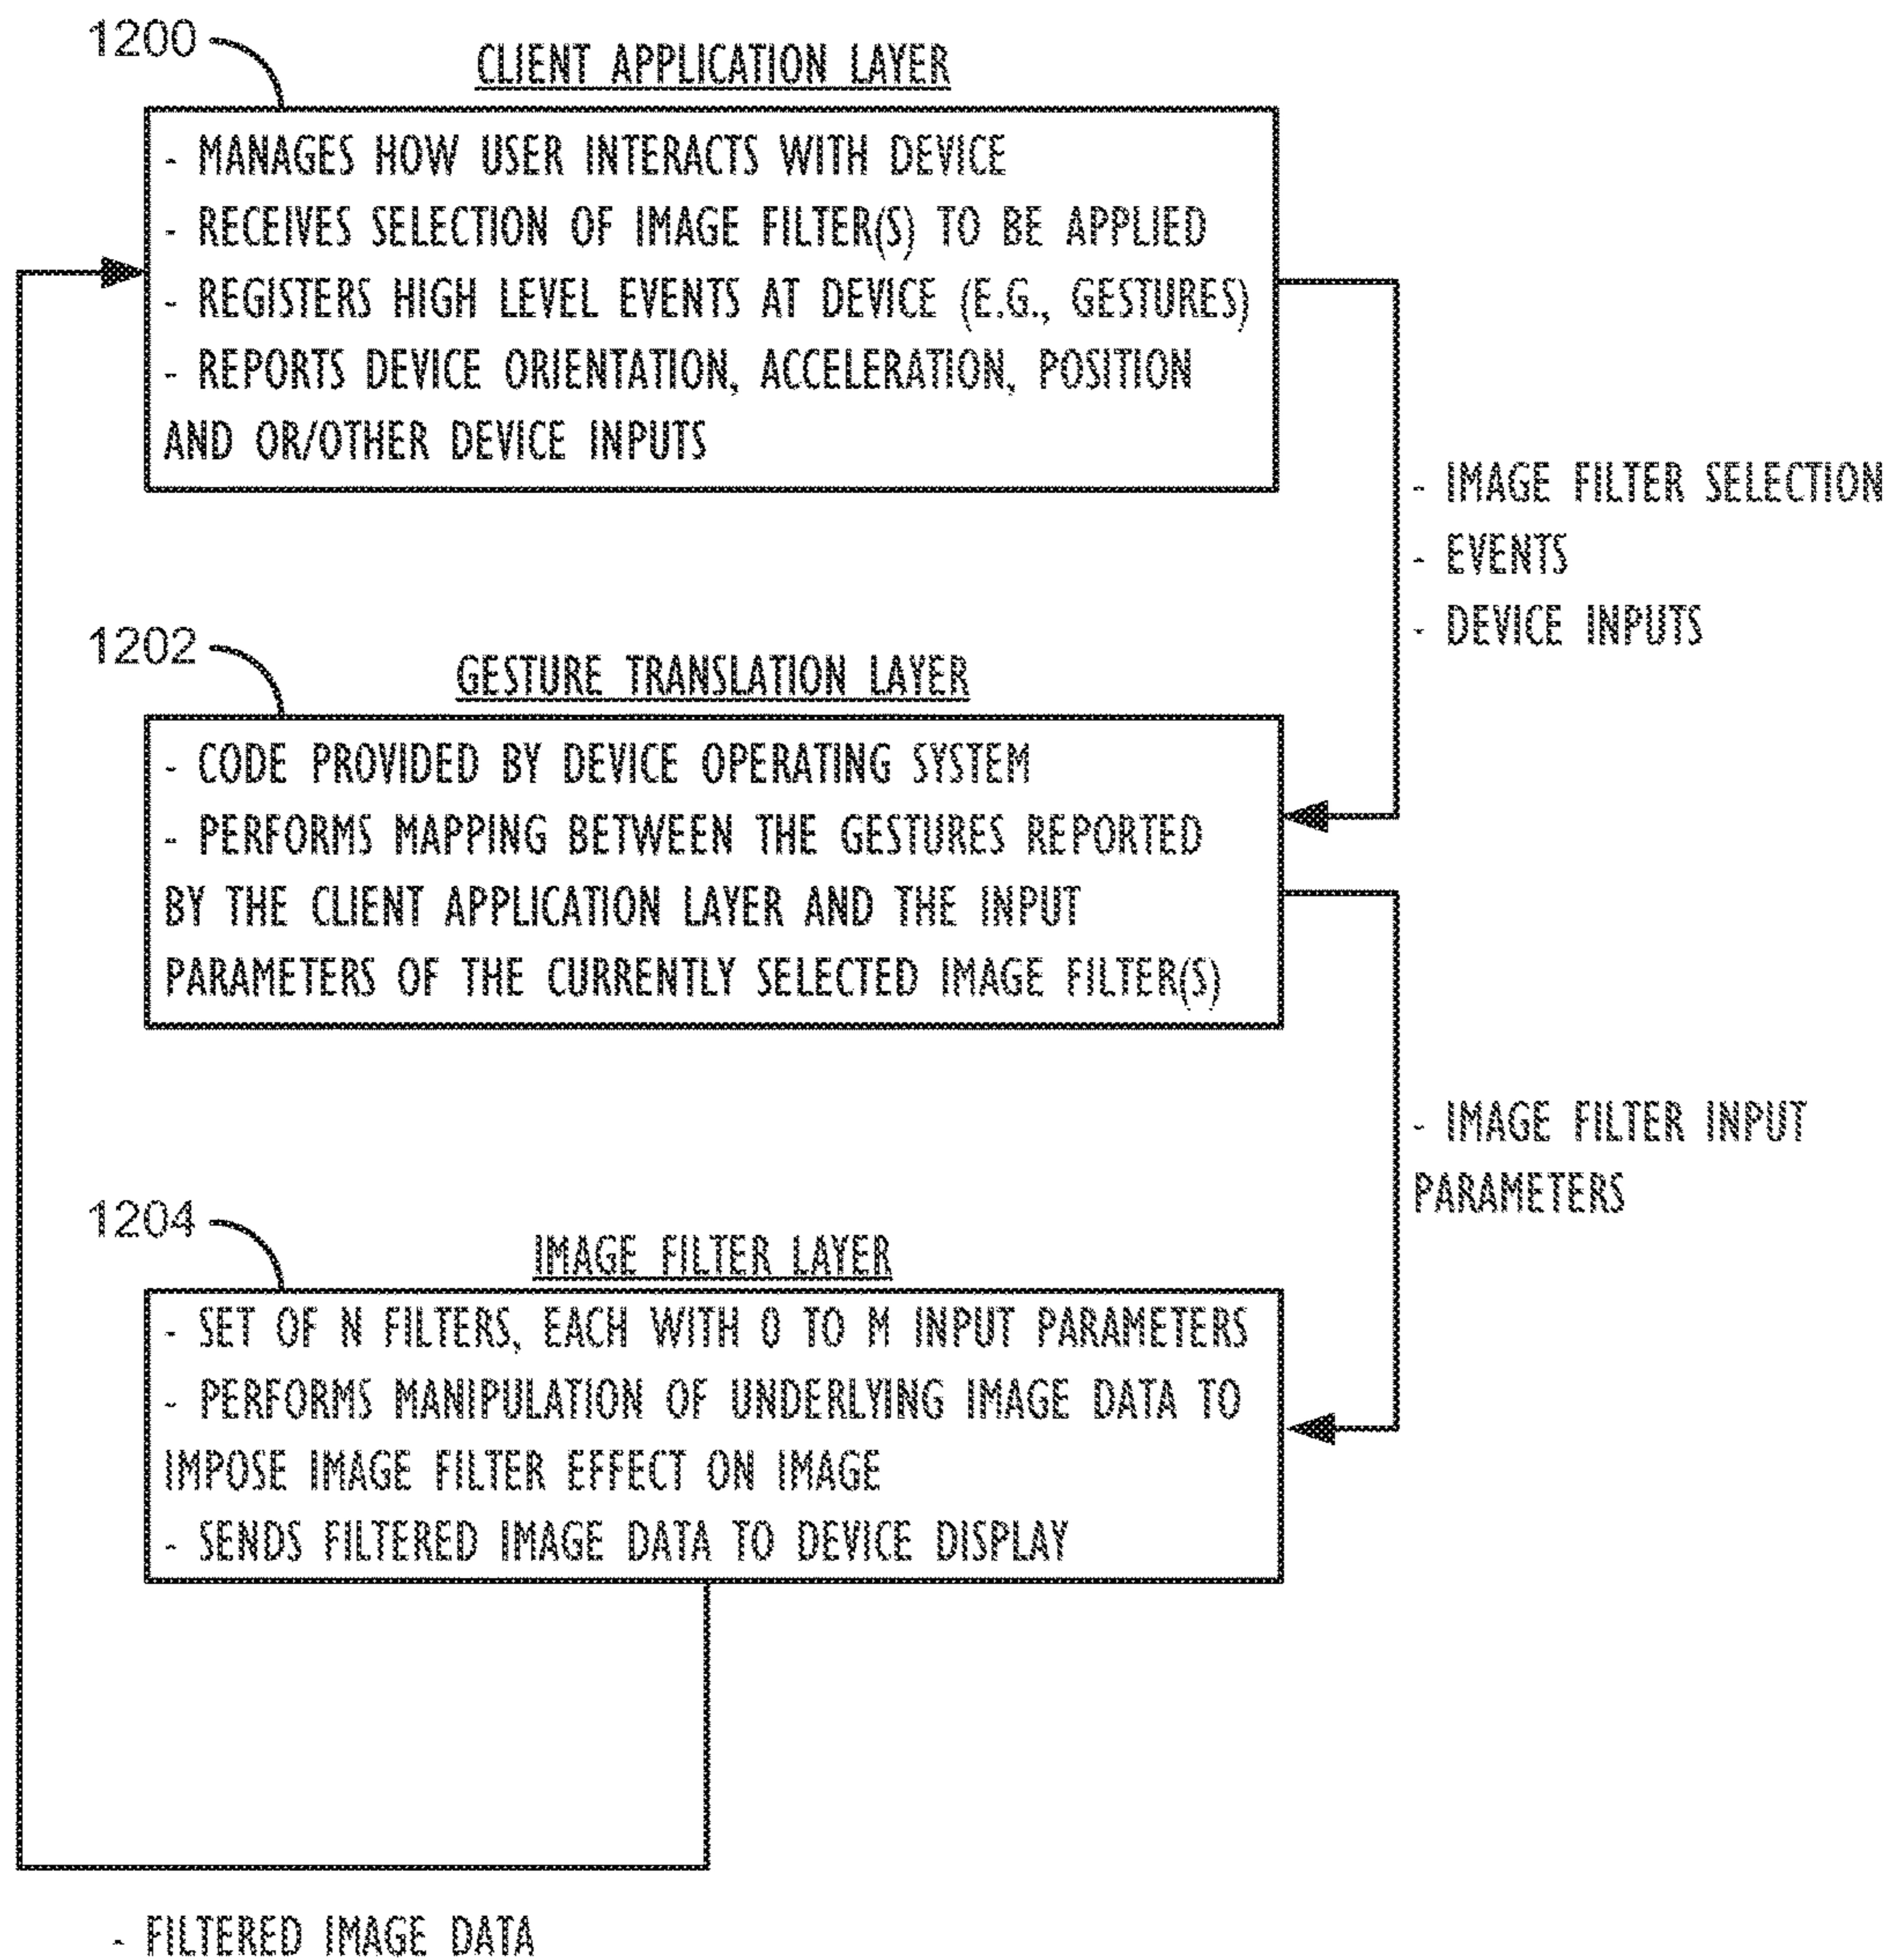 1200
CLIENT APPLICATION LAYER
- MANAGES HOW USER INTERACTS WITH DEVICE
- RECEIVES SELECTION OF IMAGE FILTER(S) TO BE APPLIED
- REGISTERS HIGH LEVEL EVENTS AT DEVICE (E.G., GESTURES)
- REPORTS DEVICE ORIENTATION, ACCELERATION, POSITION
AND OR/OTHER DEVICE INPUTS
- IMAGE FILTER SELECTION
- EVENTS
- DEVICE INPUTS
1202
GESTURE TRANSLATION LAYER
- CODE PROVIDED BY DEVICE OPERATING SYSTEM
- PERFORMS MAPPING BETWEEN THE GESTURES REPORTED
BY THE CLIENT APPLICATION LAYER AND THE INPUT
PARAMETERS OF THE CURRENTLY SELECTED IMAGE FILTER(S)
- IMAGE FILTER INPUT
PARAMETERS
1204
IMAGE FILTER LAYER
- SET OF N FILTERS, EACH WITH 0 TO M INPUT PARAMETERS
- PERFORMS MANIPULATION OF UNDERLYING IMAGE DATA TO
IMPOSE IMAGE FILTER EFFECT ON IMAGE
- SENDS FILTERED IMAGE DATA TO DEVICE DISPLAY
- FILTERED IMAGE DATA